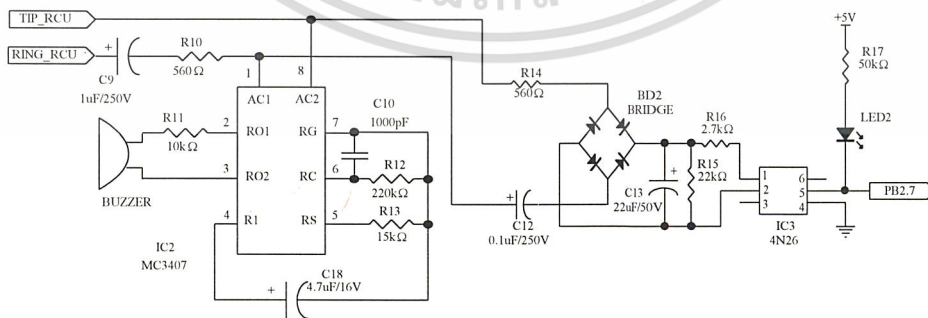 TIP_RCU
RING_RCU
+
C9
1uF/250V
R10
560Ω
1
8
AC1
AC2
R11
10kΩ
2
RO1
RG
7
C10
1000pF
3
RO2
RC
6
R12
220kΩ
BUZZER
4
R1
RS
5
R13
15kΩ
IC2
MC3407
+
C18
4.7uF/16V
R14
560Ω
BD2
BRIDGE
+
C12
0.1uF/250V
+
C13
22uF/50V
R15
22kΩ
R16
2.7kΩ
1
2
3
6
5
4
IC3
4N26
+5V
R17
50kΩ
LED2
PB2.7